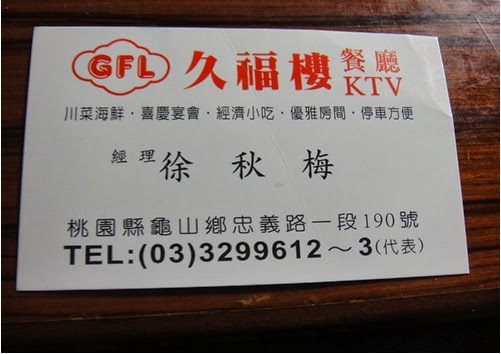 GFL 久福樓 餐廳 KTV
川菜海鮮・喜慶宴會・經濟小吃・優雅房間・停車方便
經理 徐秋梅
桃園縣龜山鄉忠義路一段190號
TEL:(03)3299612～3(代表)